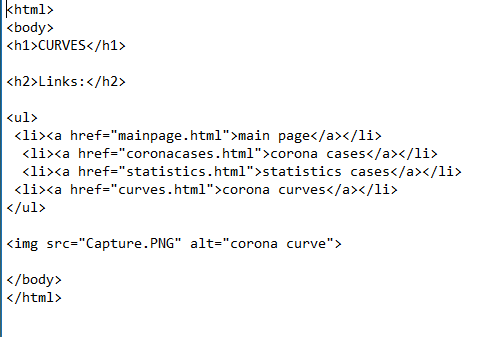 <html>
<body>
<h1>CURVES</h1>

<h2>Links:</h2>

<ul>
 <li><a href="mainpage.html">main page</a></li>
  <li><a href="coronacases.html">corona cases</a></li>
  <li><a href="statistics.html">statistics cases</a></li>
 <li><a href="curves.html">corona curves</a></li>
</ul>

<img src="Capture.PNG" alt="corona curve">

</body>
</html>